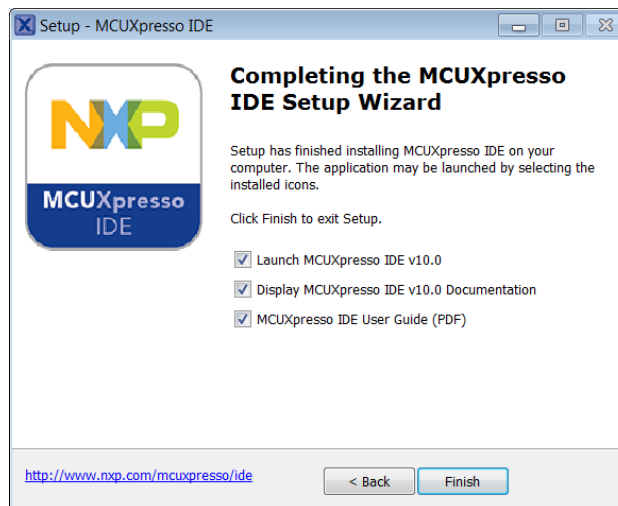 Setup - MCUXpresso IDE
NXP
MCUXpresso
IDE
Completing the MCUXpresso
IDE Setup Wizard
Setup has finished installing MCUXpresso IDE on your
computer. The application may be launched by selecting the
installed icons.
Click Finish to exit Setup.
Launch MCUXpresso IDE v10.0
Display MCUXpresso IDE v10.0 Documentation
MCUXpresso IDE User Guide (PDF)
http://www.nxp.com/mcuxpresso/ide
< Back
Finish